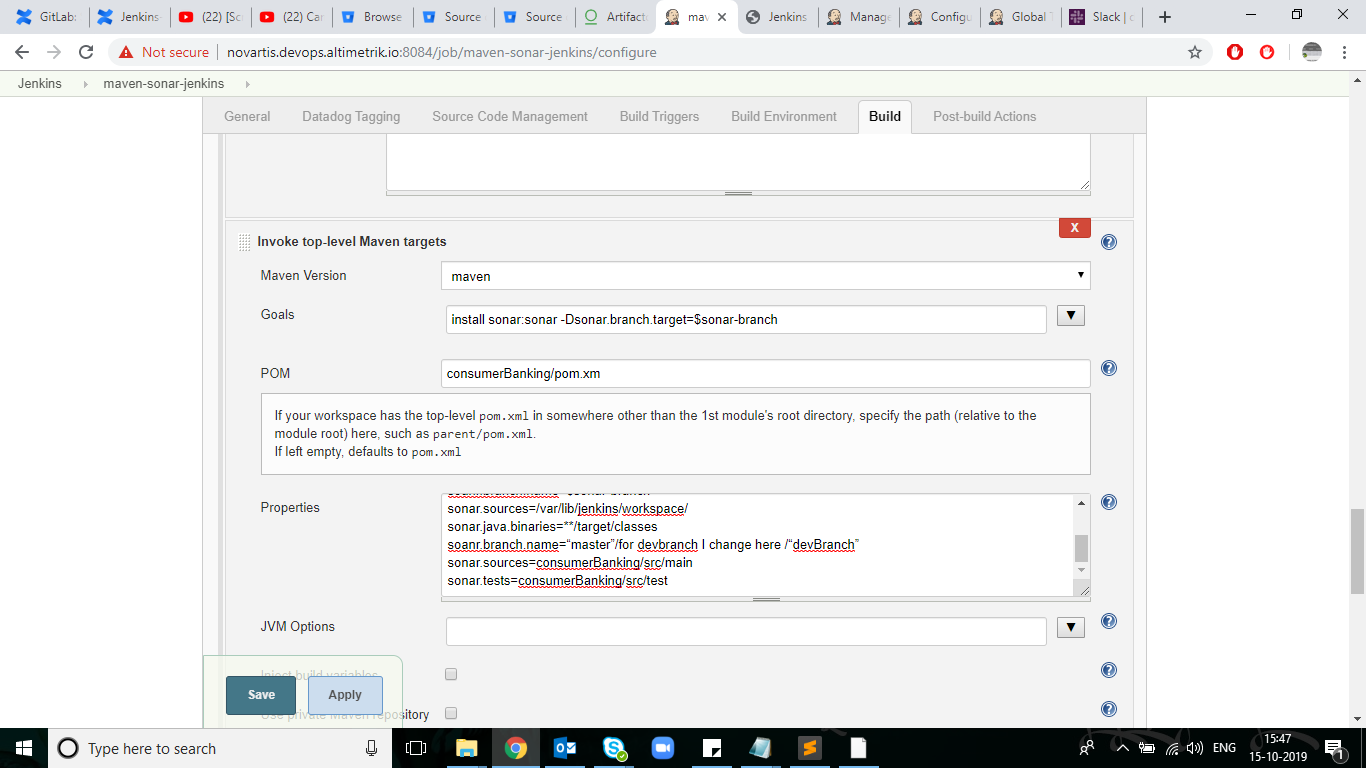 GitLab:
Jenkins-
(22) [So
(22) Car
Browse
Source
Source
Artifact
mav
Jenkins
Manage
Configu
Global T
Slack | c
Not secure
novartis.devops.altimetrik.io:8084/job/maven-sonar-jenkins/configure
Jenkins
maven-sonar-jenkins
General
Datadog Tagging
Source Code Management
Build Triggers
Build Environment
Build
Post-build Actions
X
Invoke top-level Maven targets
Maven Version
maven
Goals
install sonar:sonar -Dsonar.branch.target=$sonar-branch
POM
consumerBanking/pom.xm
If your workspace has the top-level pom.xml in somewhere other than the 1st module's root directory, specify the path (relative to the
module root) here, such as parent/pom.xml.
If left empty, defaults to pom.xml
Properties
sonar.sources=/var/lib/jenkins/workspace/
sonar.java.binaries=**/target/classes
soanr.branch.name=“master”/for devbranch I change here /“devBranch”
sonar.sources=consumerBanking/src/main
sonar.tests=consumerBanking/src/test
JVM Options
Inject build variables
Save
Apply
Use private Maven repository
Type here to search
ENG
15:47
15-10-2019
1